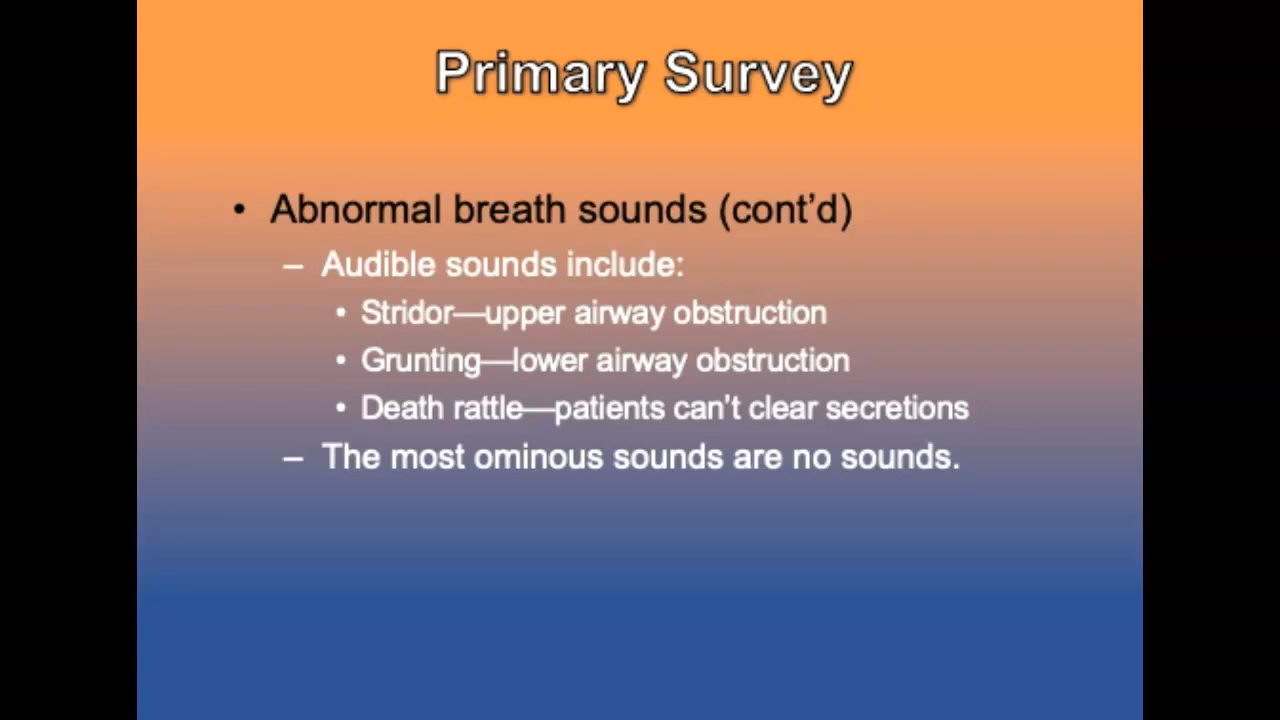 Primary Survey
• Abnormal breath sounds (cont’d)
– Audible sounds include:
• Stridor—upper airway obstruction
• Grunting—lower airway obstruction
• Death rattle—patients can’t clear secretions
– The most ominous sounds are no sounds.